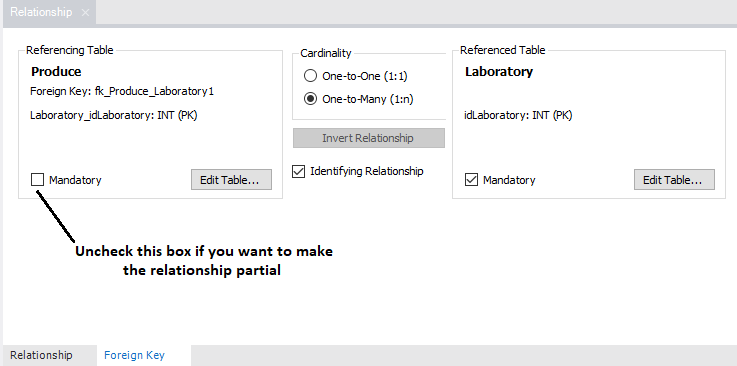 Relationship
Referencing Table
Produce
Foreign Key: fk_Produce_Laboratory1
Laboratory_idLaboratory: INT (PK)
Mandatory
Edit Table...
Cardinality
One-to-One (1:1)
One-to-Many (1:n)
Invert Relationship
Identifying Relationship
Referenced Table
Laboratory
idLaboratory: INT (PK)
Mandatory
Edit Table...
Uncheck this box if you want to make
the relationship partial
Relationship
Foreign Key